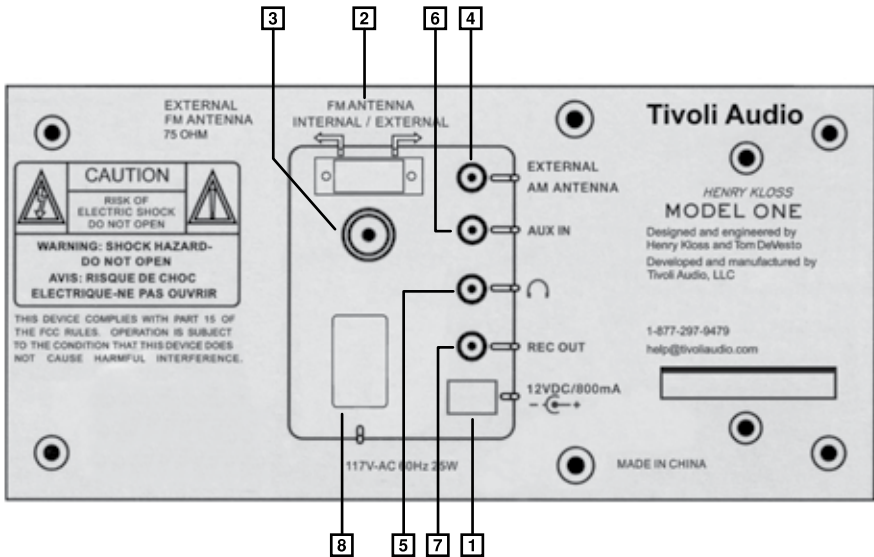 3
2
6
4
EXTERNAL
FM ANTENNA
75 OHM
FM ANTENNA
INTERNAL / EXTERNAL
Tivoli Audio
CAUTION
RISK OF
ELECTRIC SHOCK
DO NOT OPEN
WARNING: SHOCK HAZARD-
DO NOT OPEN
AVIS: RISQUE DE CHOC
ELECTRIQUE-NE PAS OUVRIR
THIS DEVICE COMPLIES WITH PART 15 OF
THE FCC RULES. OPERATION IS SUBJECT
TO THE CONDITION THAT THIS DEVICE DOES
NOT CAUSE HARMFUL INTERFERENCE.
EXTERNAL
AM ANTENNA
AUX IN
REC OUT
12VDC/800mA
- +
117V-AC 60Hz 25W
HENRY KLOSS
MODEL ONE
Designed and engineered by
Henry Kloss and Tom DeVesto
Developed and manufactured by
Tivoli Audio, LLC
1-877-297-9479
help@tivoliaudio.com
MADE IN CHINA
8
5
7
1